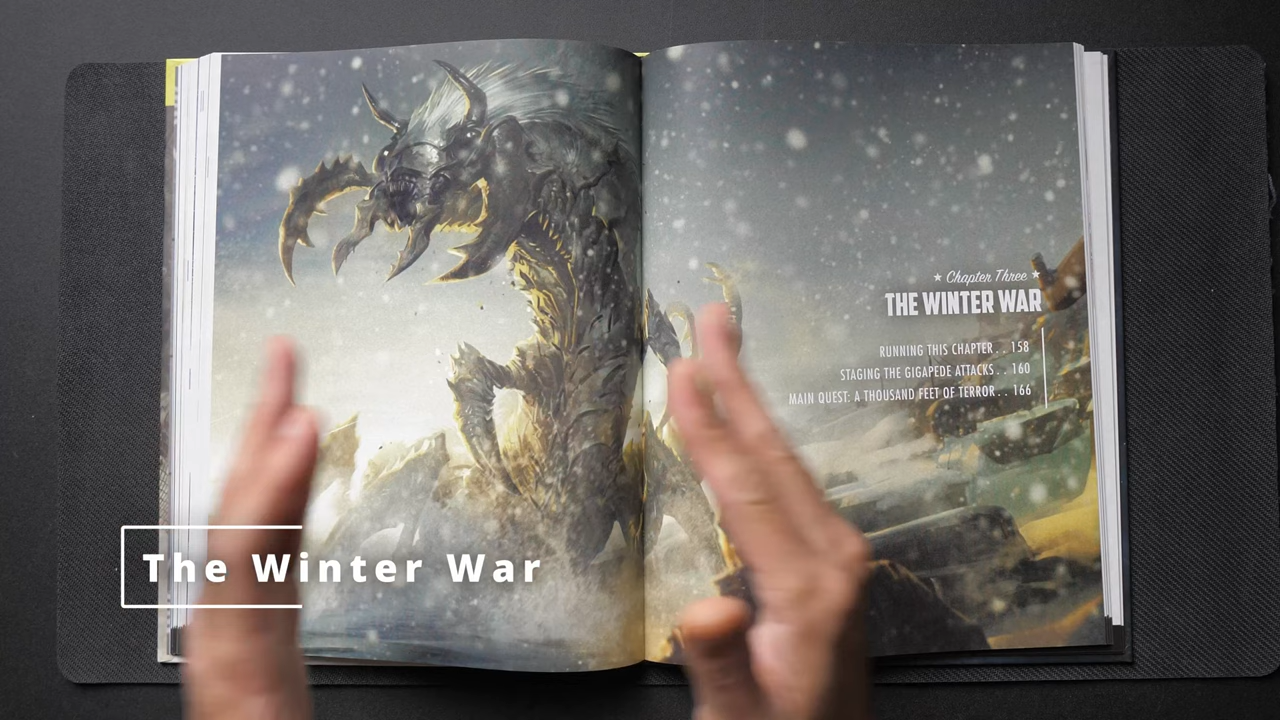 ★ Chapter Three ★
THE WINTER WAR
RUNNING THIS CHAPTER . . 158
STAGING THE GIGAPEDE ATTACKS . . 160
MAIN QUEST: A THOUSAND FEET OF TERROR . . 166
The Winter War